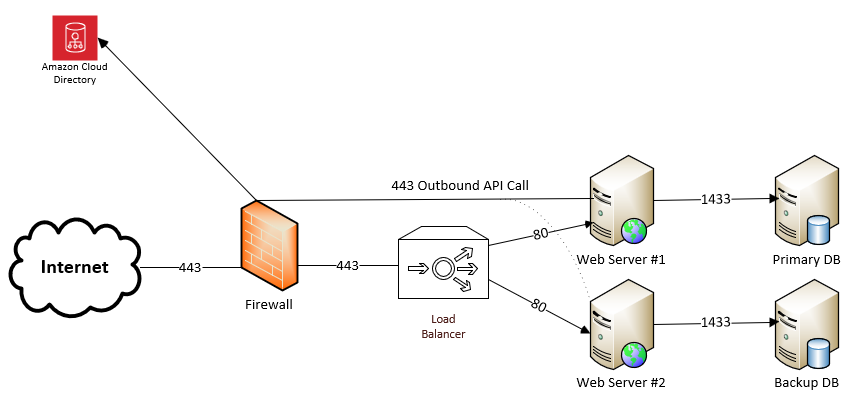 Amazon Cloud
Directory
443 Outbound API Call
1433
80
Web Server #1
Primary DB
Internet
443
443
Firewall
Load
Balancer
80
1433
Web Server #2
Backup DB